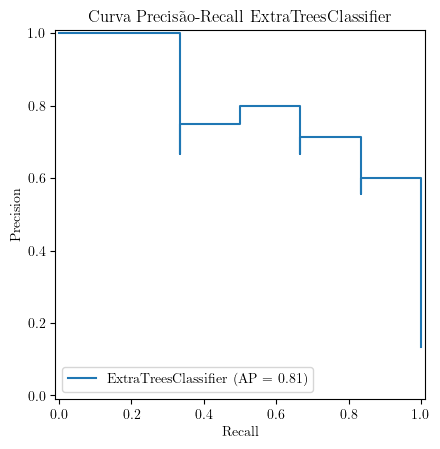 Curva Precisão-Recall ExtraTreesClassifier
1.0
0.8
0.6
0.4
0.2
0.0
Precision
ExtraTreesClassifier (AP = 0.81)
0.0 0.2 0.4 0.6 0.8 1.0
Recall